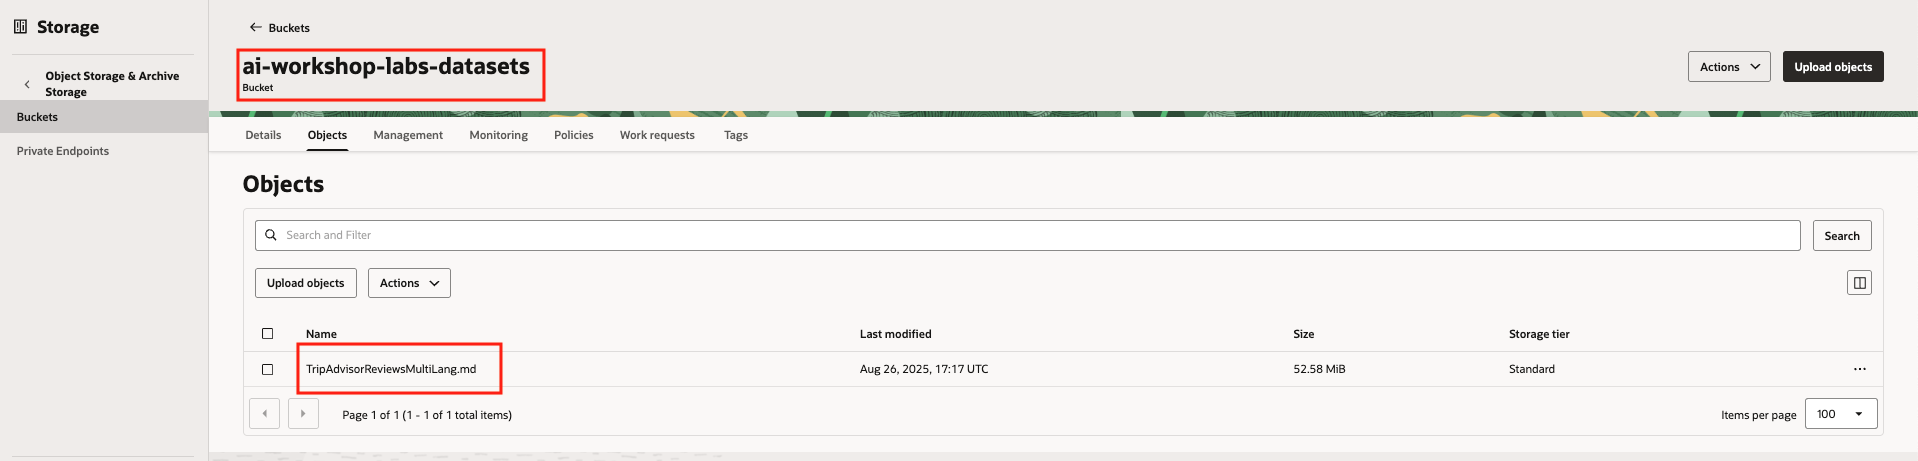 Storage
Object Storage & Archive
Storage
Buckets
Private Endpoints
Buckets
ai-workshop-labs-datasets
Bucket
Actions
Upload objects
Details Objects Management Monitoring Policies Work requests Tags
Objects
Search and Filter
Search
Upload objects Actions
Name Last modified Size Storage tier
TripAdvisorReviewsMultiLang.md Aug 26, 2025, 17:17 UTC 52.58 MiB Standard
Page 1 of 1 (1 - 1 of 1 total items) Items per page 100